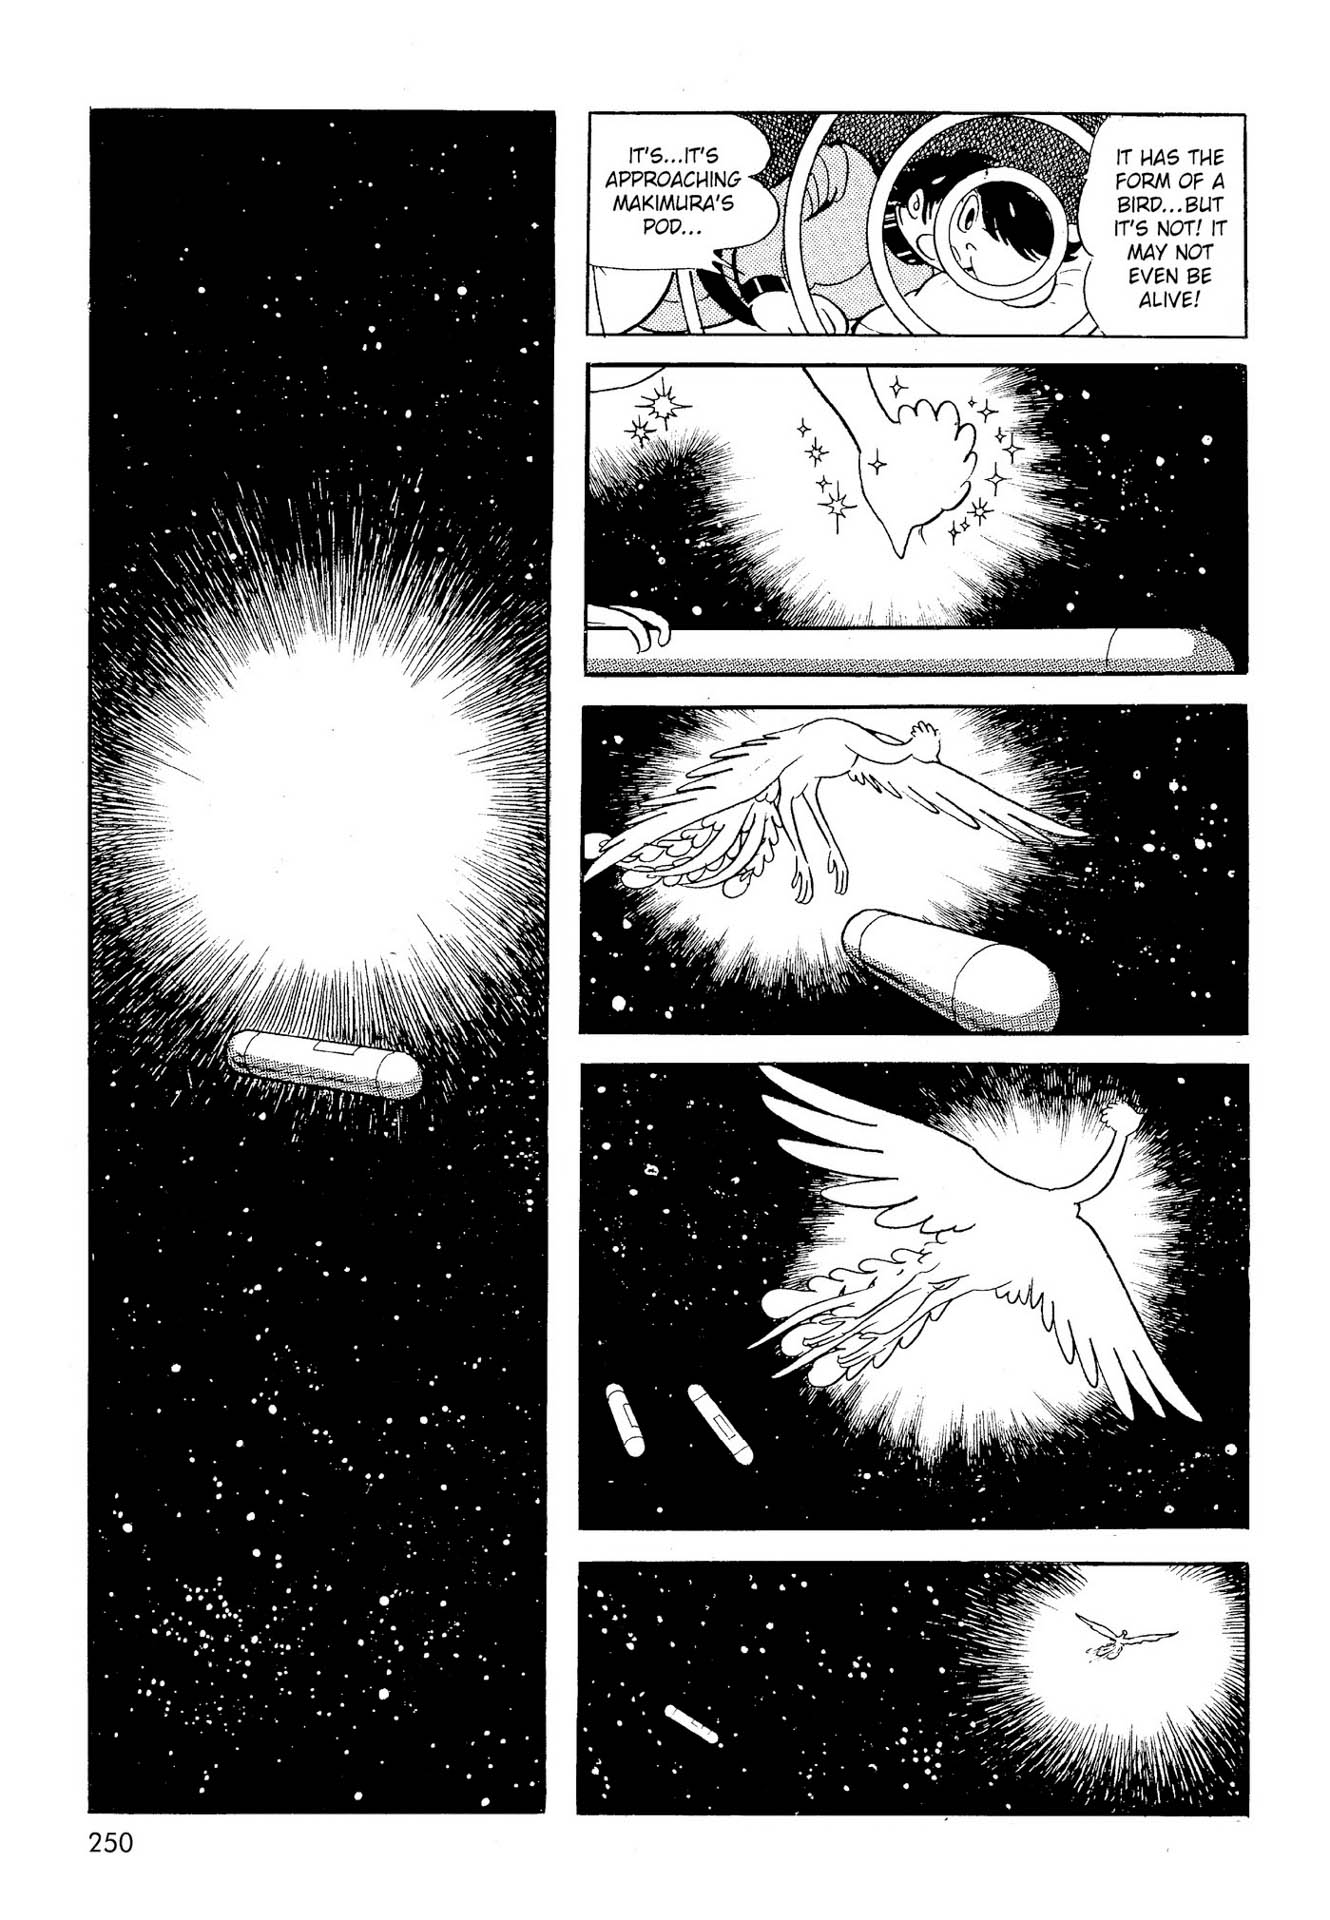 IT HAS THE
FORM OF A
BIRD...BUT
IT'S NOT! IT
MAY NOT
EVEN BE
ALIVE!
IT'S...IT'S
APPROACHING
MAKIMURA'S
POD...
250